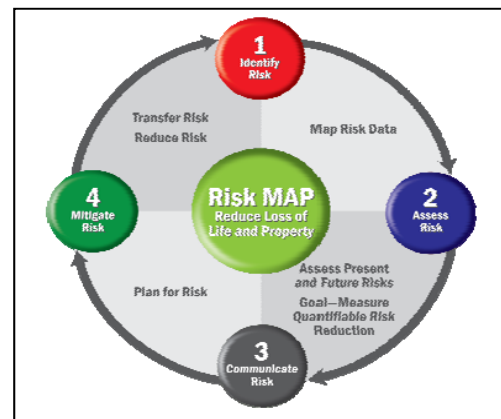 1
Identify
Risk
Transfer Risk
Reduce Risk
Map Risk Data
4
Mitigate
Risk
Risk MAP
Reduce Loss of
Life and Property
2
Assess
Risk
Plan for Risk
Assess Present
and Future Risks
Goal—Measure
Quantifiable Risk
Reduction
3
Communicate
Risk